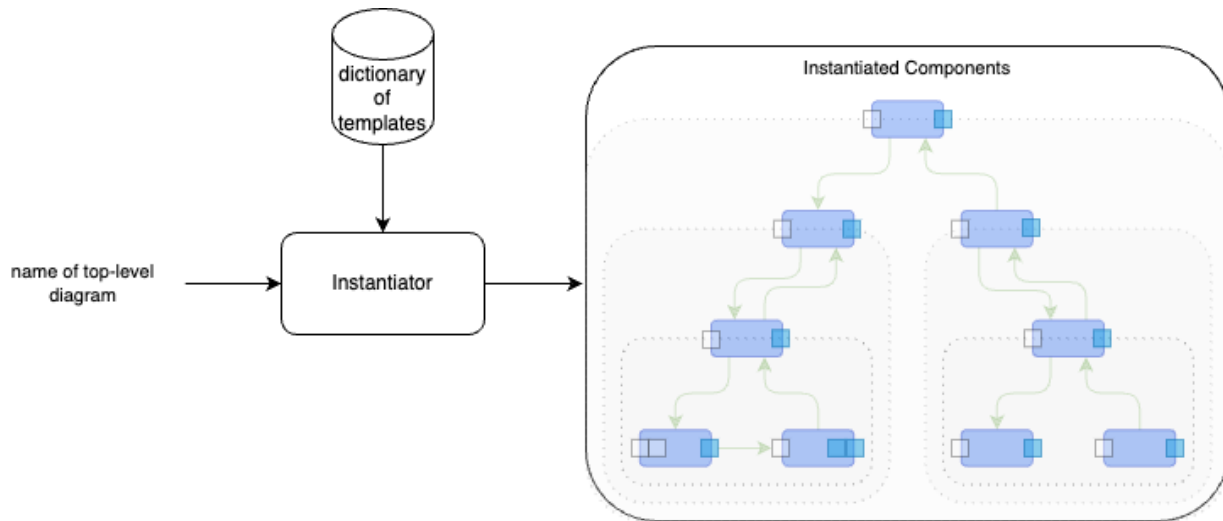 dictionary
of
templates
Instantiated Components
name of top-level
diagram
Instantiator